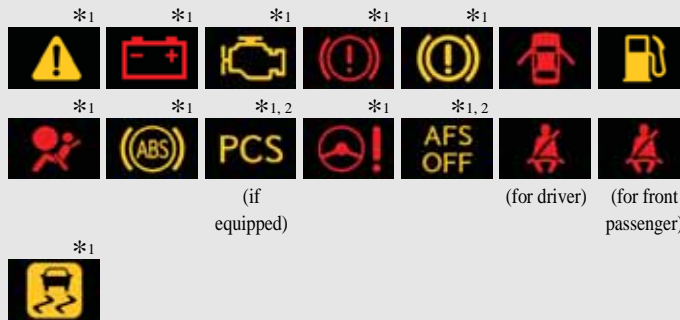 *1 *1 *1 *1 *1
*1 *1 *1, 2 *1 *1, 2
ABS PCS AFS
OFF
(if
equipped)
(for driver) (for front
passenger)
*1